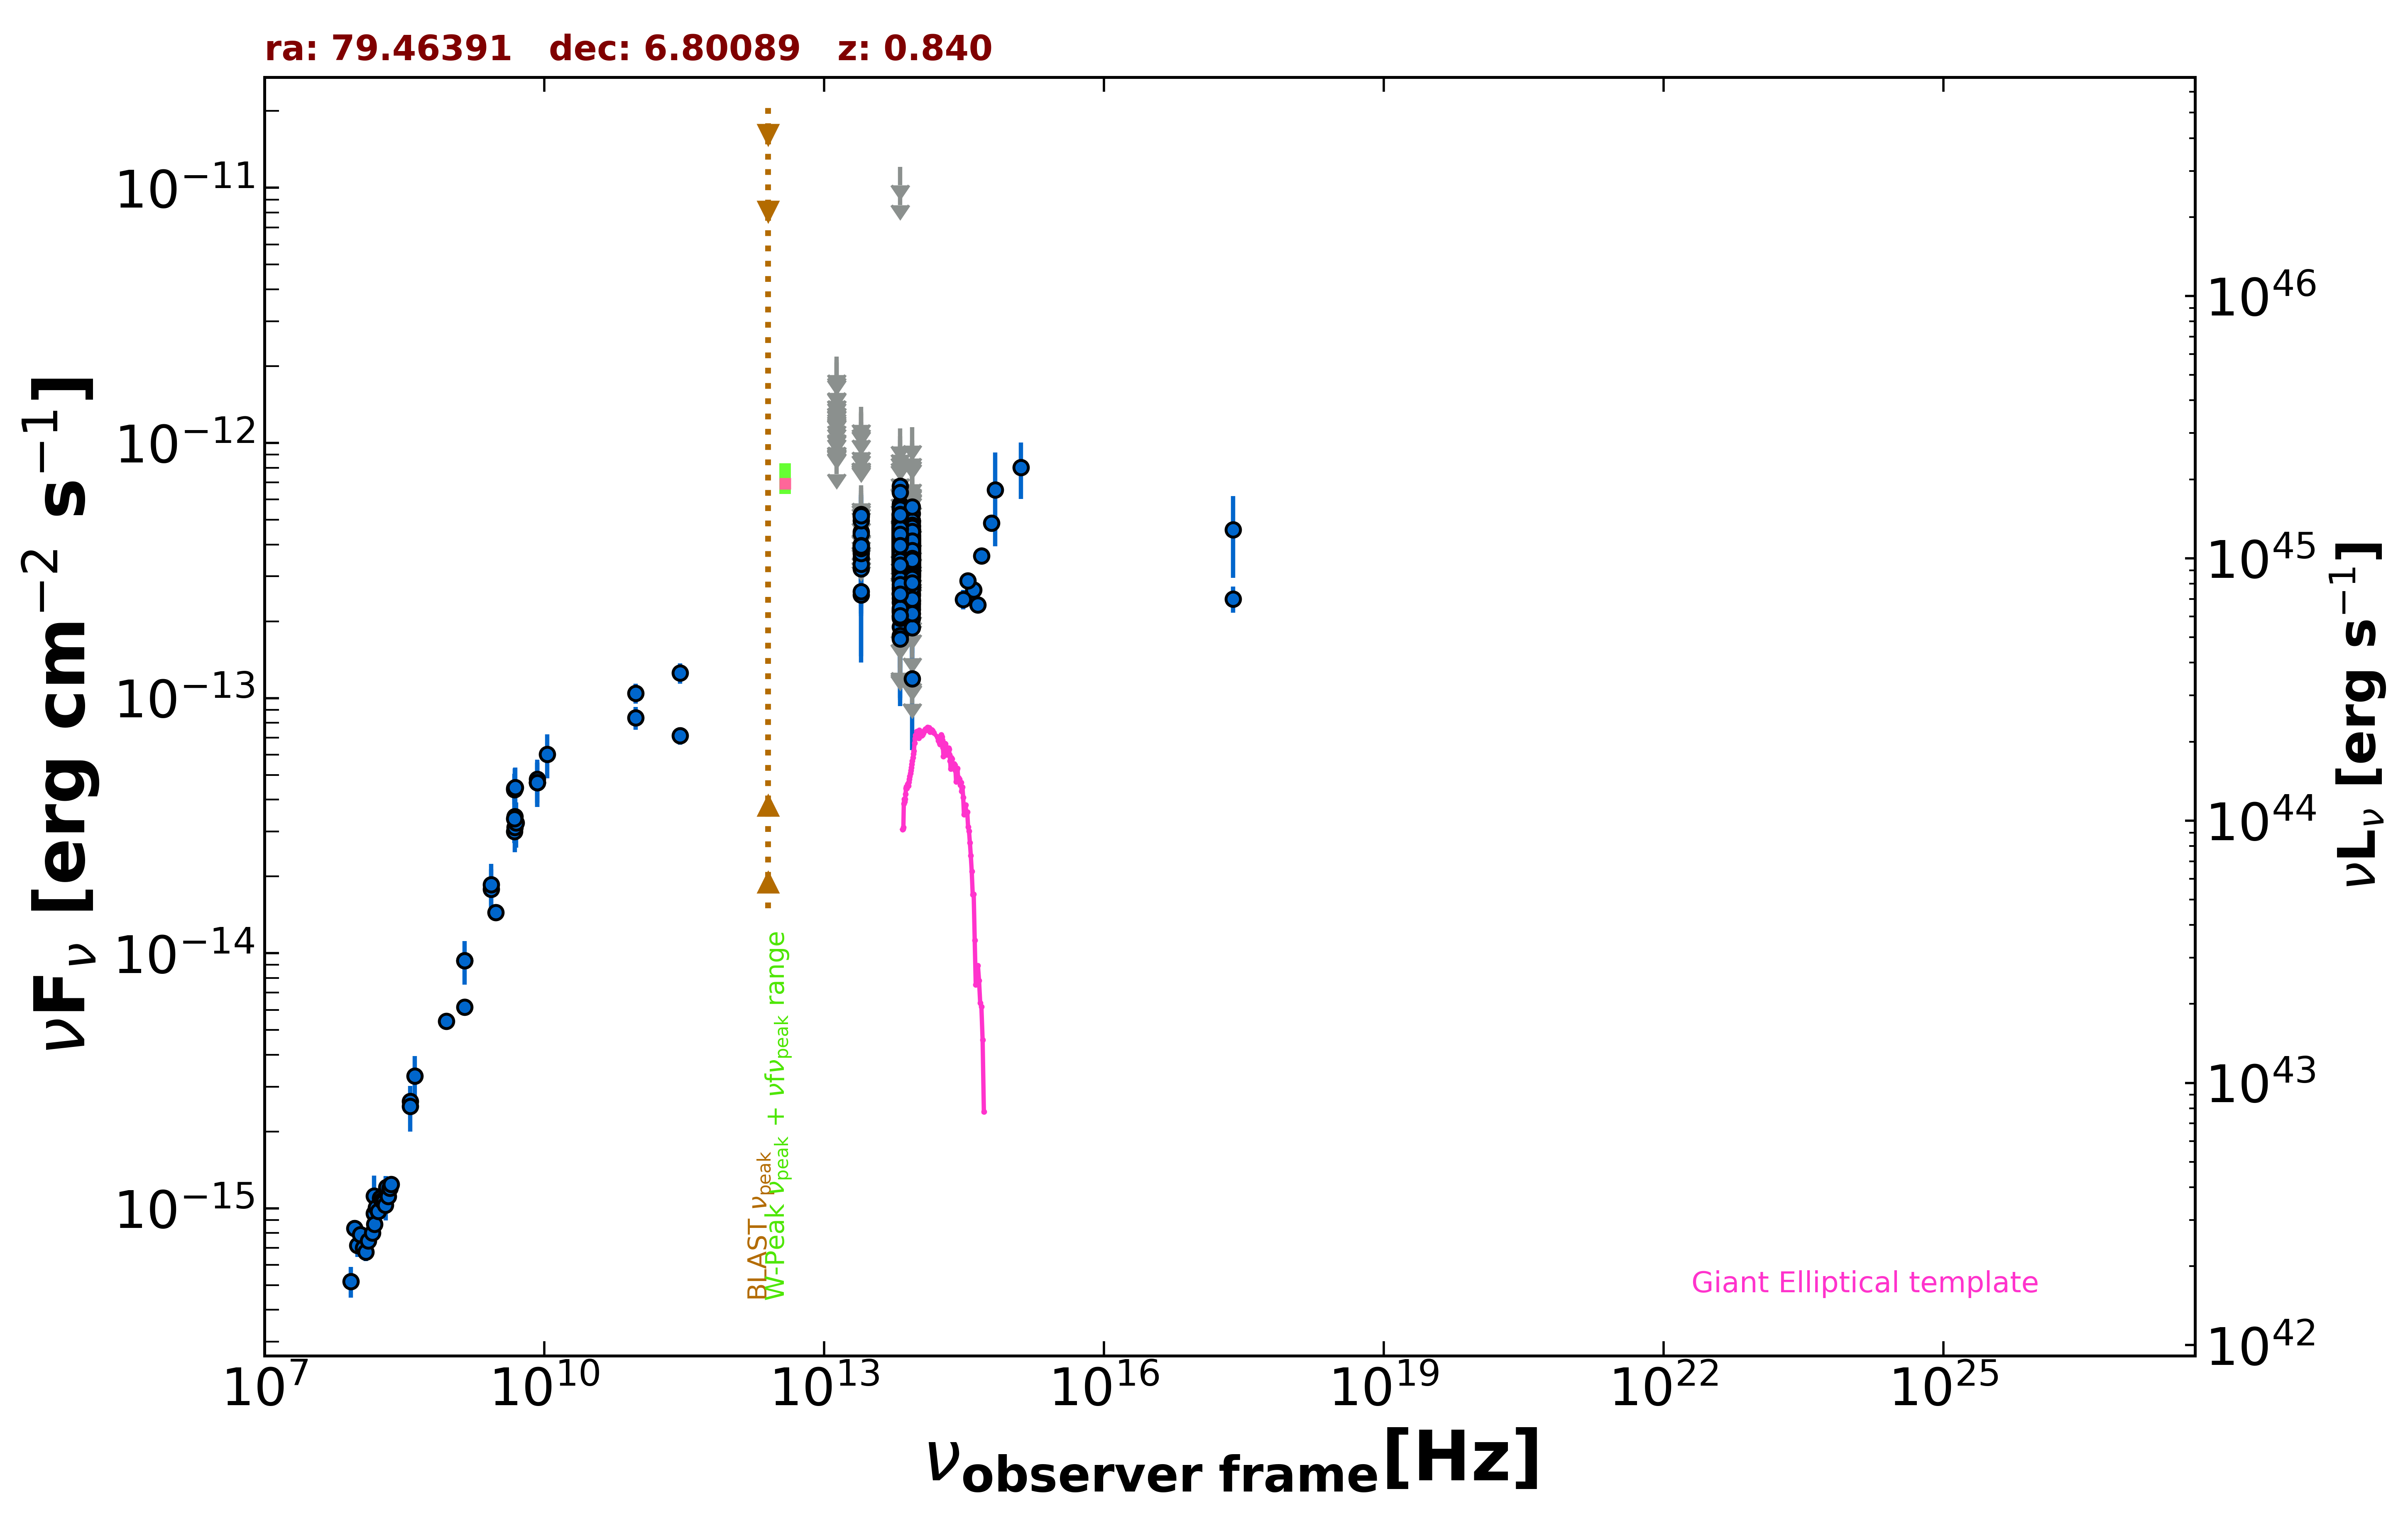 ra: 79.46391   dec: 6.80089   z: 0.840
νFν [erg cm−2 s−1]
10−11
10−12
10−13
10−14
10−15
1046
1045
1044
1043
1042
νLν [erg s−1]
BLAST νpeak
W-Peak νpeak + νfνpeak range
Giant Elliptical template
107
1010
1013
1016
1019
1022
1025
νobserver frame[Hz]